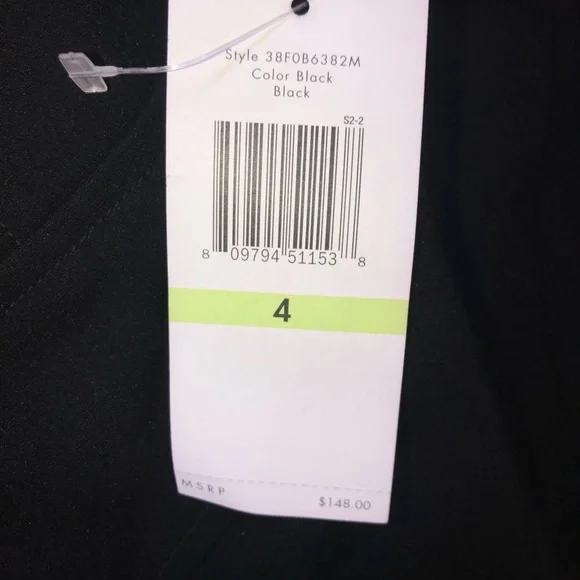 Style 38F0B6382M
Color Black
Black
S2-2
8 09794 51153 8
4
MSRP $148.00